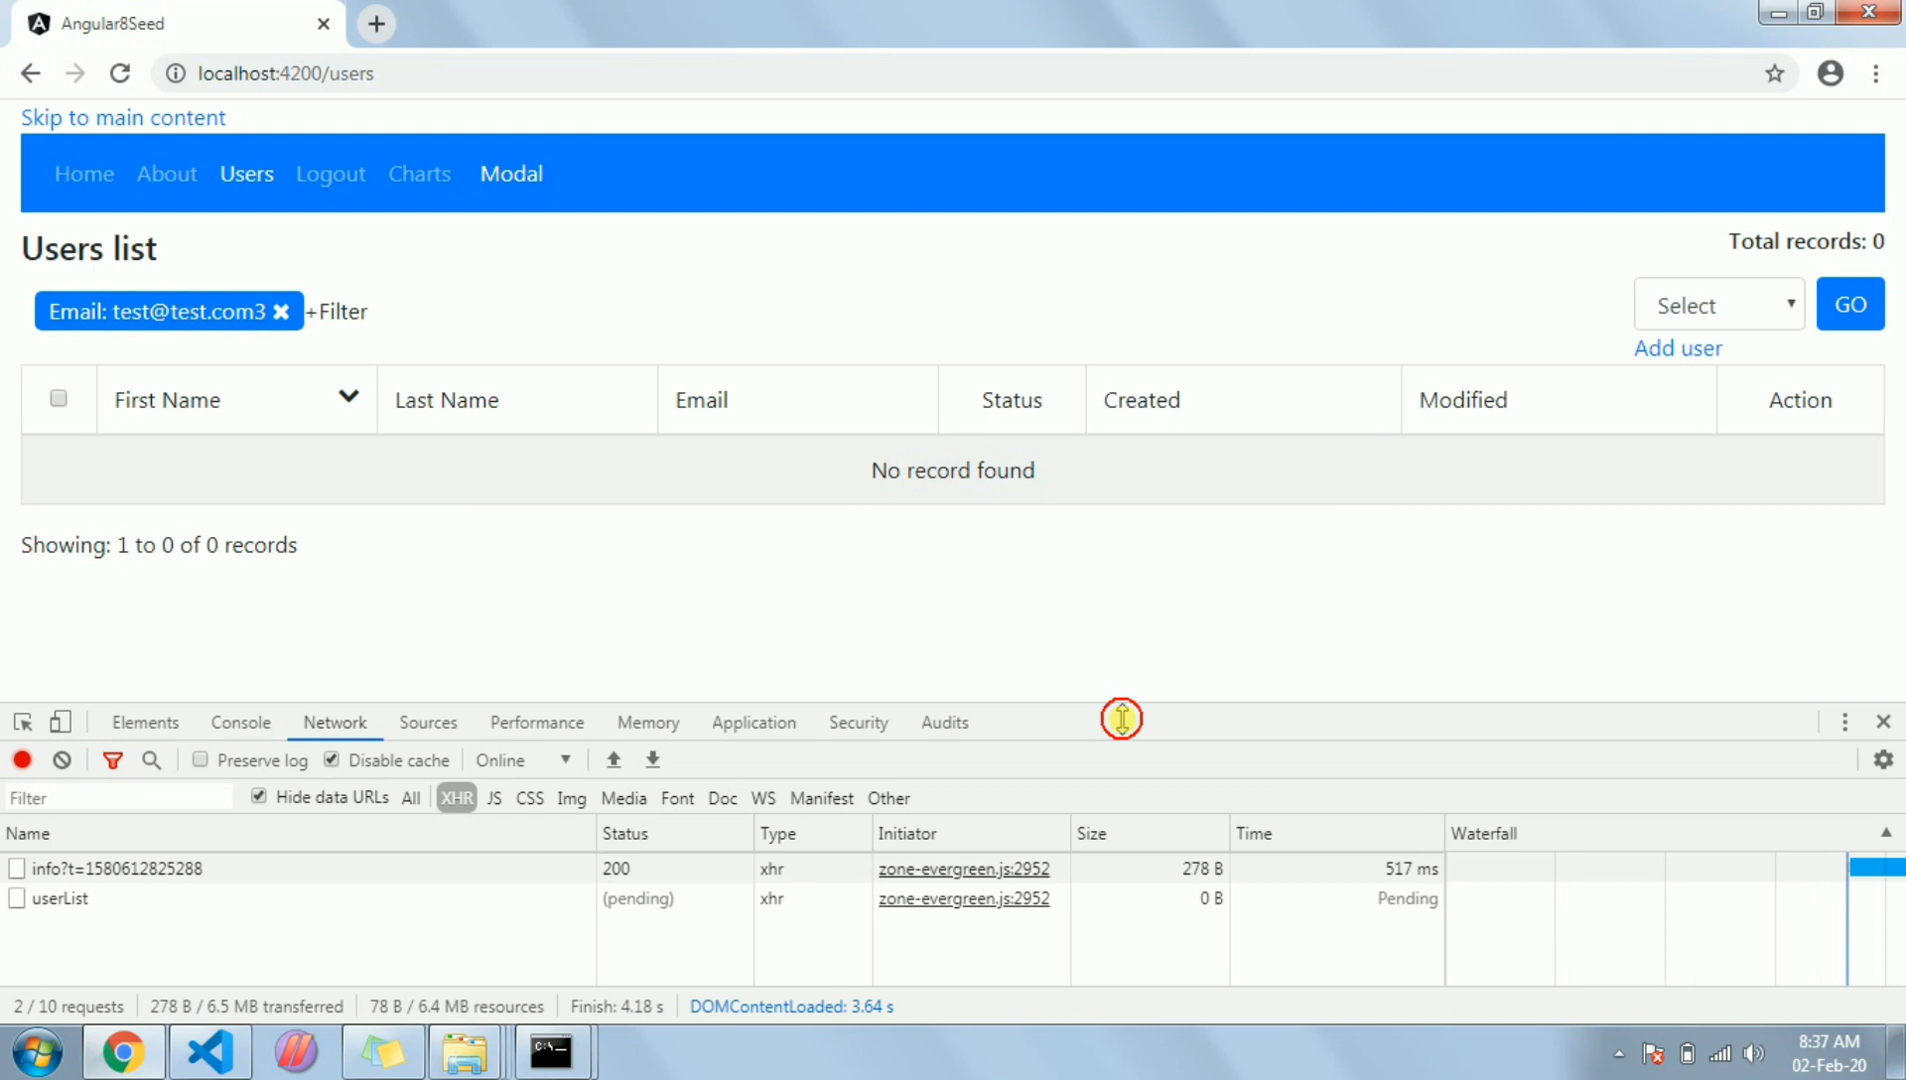 Angular8Seed
localhost:4200/users
Skip to main content
Home About Users Logout Charts Modal
Users list
Total records: 0
Email: test@test.com3 ✖ +Filter
Select GO
Add user
First Name Last Name Email Status Created Modified Action
No record found
Showing: 1 to 0 of 0 records
Elements Console Network Sources Performance Memory Application Security Audits
Preserve log Disable cache Online
Filter Hide data URLs All XHR JS CSS Img Media Font Doc WS Manifest Other
Name Status Type Initiator Size Time Waterfall
info?t=1580612825288 200 xhr zone-evergreen.js:2952 278 B 517 ms
userList (pending) xhr zone-evergreen.js:2952 0 B Pending
2 / 10 requests 278 B / 6.5 MB transferred 78 B / 6.4 MB resources Finish: 4.18 s DOMContentLoaded: 3.64 s
8:37 AM
02-Feb-20